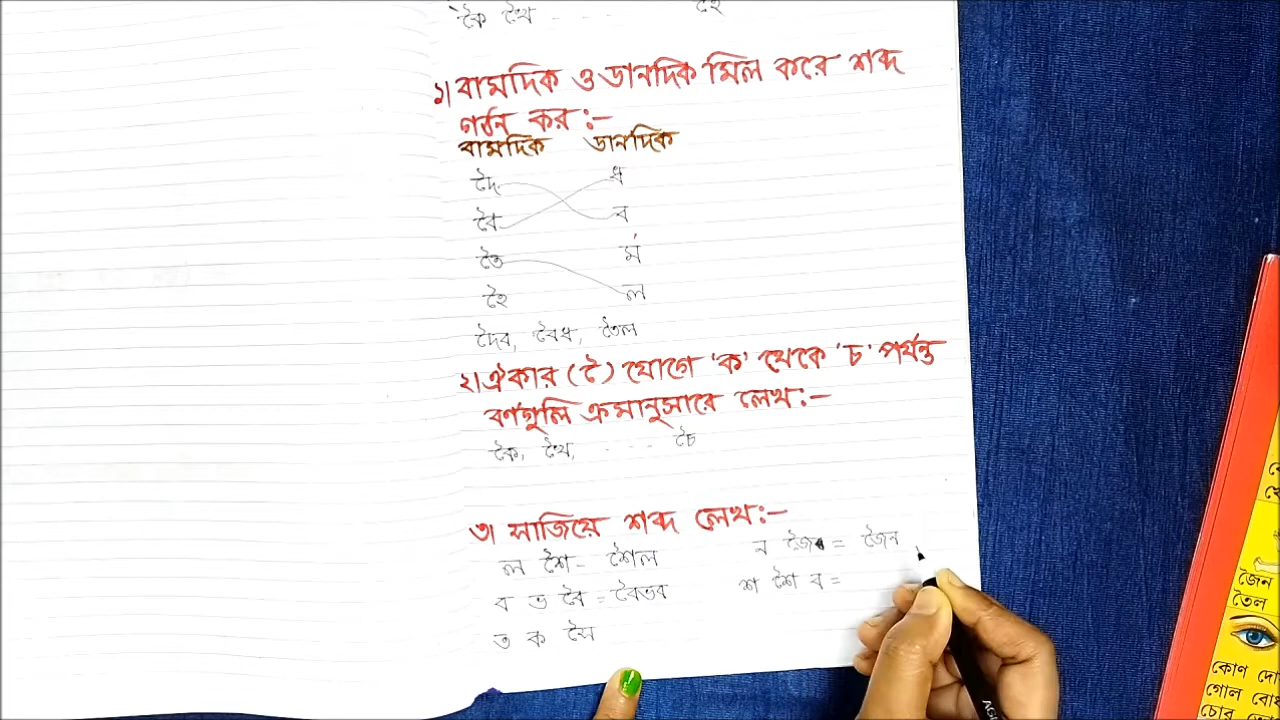 কৈ খৈ - - - -
১। বামদিক ও ডানদিক মিল করে শব্দ
গঠন কর :-
বামদিক ডানদিক
দৈ ধ
বৈ ব
তৈ র্ম
হৈ ল
দৈব, বৈধ, তৈল
২। ঐকার (ৈ) যোগে 'ক' থেকে 'চ' পর্যন্ত
বর্ণগুলি ক্রমানুসারে লেখ :-
কৈ, খৈ, - - - - চৈ
৩। সাজিয়ে শব্দ লেখ :-
ল শৈ - শৈল
ন জৈ = জৈন
ব ত বৈ = বৈতব
শ শৈ ব =
ত ক সৈ
জৈন
তৈল
কোণ দো
গোল বো
চোর